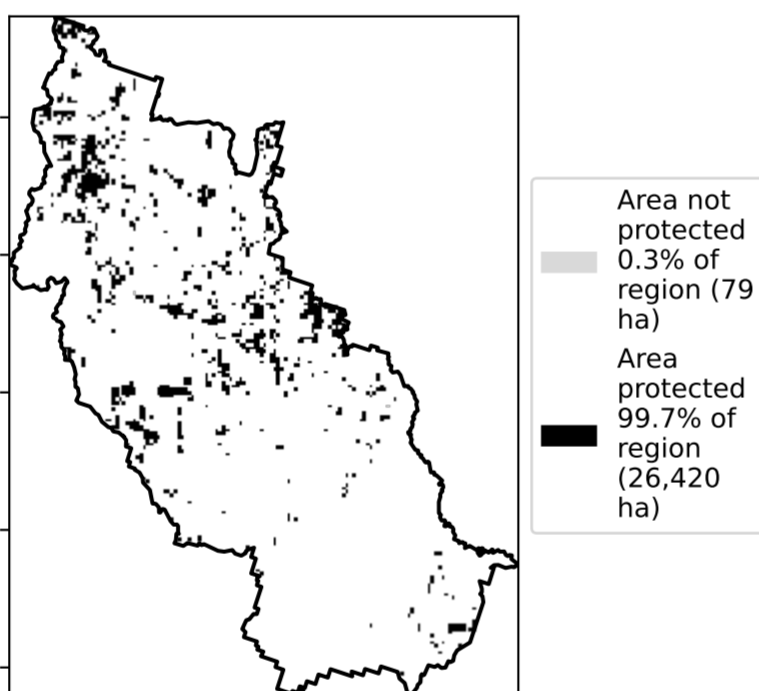 Area not
protected
0.3% of
region (79
ha)
Area
protected
99.7% of
region
(26,420
ha)